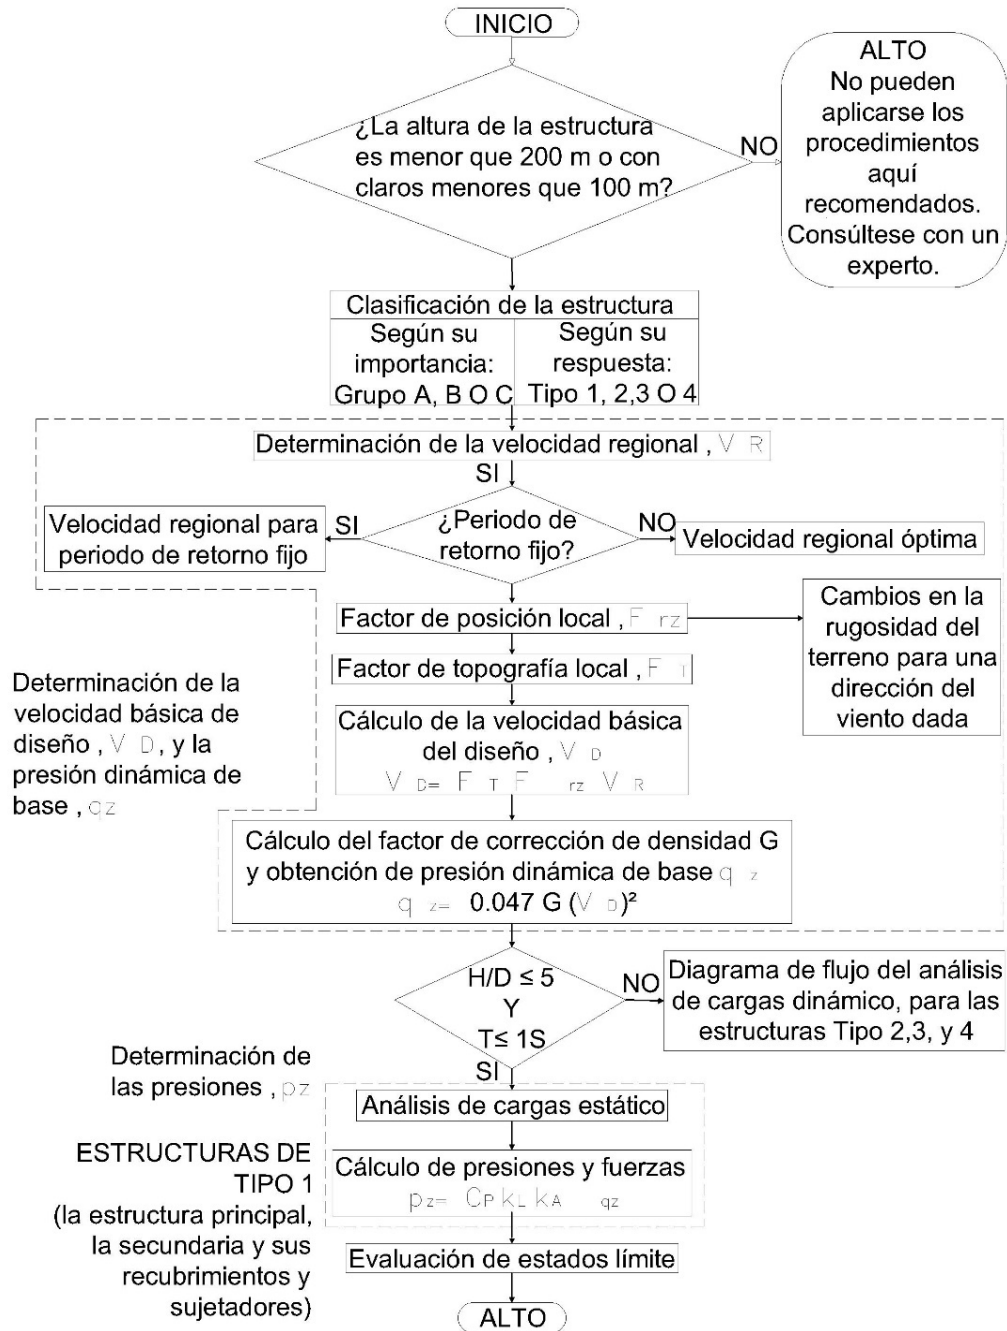 INICIO
¿La altura de la estructura
es menor que 200 m o con
claros menores que 100 m?
NO
ALTO
No pueden
aplicarse los
procedimientos
aquí
recomendados.
Consúltese con un
experto.
Clasificación de la estructura
Según su
importancia:
Grupo A, B O C
Según su
respuesta:
Tipo 1, 2,3 O 4
Determinación de la velocidad regional , V R
SI
¿Periodo de
retorno fijo?
SI
Velocidad regional para
periodo de retorno fijo
NO
Velocidad regional óptima
Factor de posición local , F rz
Cambios en la
rugosidad del
terreno para una
dirección del
viento dada
Factor de topografía local , F T
Cálculo de la velocidad básica
del diseño , V D
V D= F T F rz V R
Determinación de la
velocidad básica de
diseño , V D, y la
presión dinámica de
base , qz
Cálculo del factor de corrección de densidad G
y obtención de presión dinámica de base q z
q z= 0.047 G (V D)²
H/D ≤ 5
Y
T≤ 1S
NO
Diagrama de flujo del análisis
de cargas dinámico, para las
estructuras Tipo 2,3, y 4
SI
Determinación de
las presiones , pz
Análisis de cargas estático
Cálculo de presiones y fuerzas
pz= CP kL kA qz
ESTRUCTURAS DE
TIPO 1
(la estructura principal,
la secundaria y sus
recubrimientos y
sujetadores)
Evaluación de estados límite
ALTO